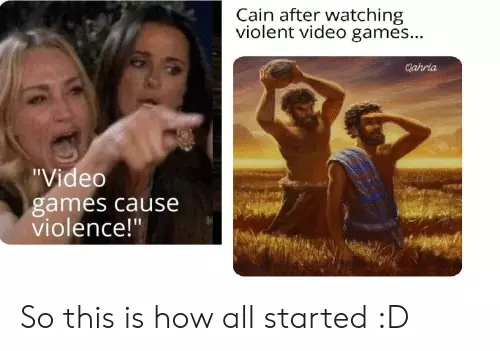 Cain after watching
violent video games...
Qahria
"Video
games cause
violence!"
So this is how all started :D